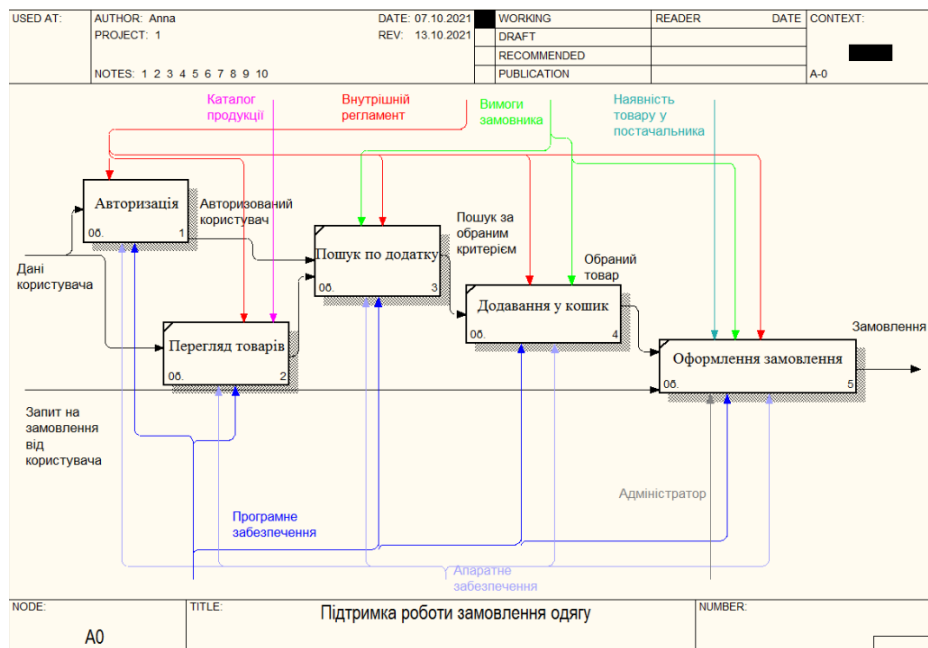 USED AT:
AUTHOR: Anna
DATE: 07.10.2021
WORKING
READER
DATE
CONTEXT:
PROJECT: 1
REV: 13.10.2021
DRAFT
RECOMMENDED
NOTES: 1 2 3 4 5 6 7 8 9 10
PUBLICATION
A-0
Каталог
продукції
Внутрішній
регламент
Вимоги
замовника
Наявність
товару у
постачальника
Авторизація
0б.
1
Авторизований
користувач
Пошук по додатку
0б.
3
Пошук за
обраним
критерієм
Обраний
товар
Дані
користувача
Додавання у кошик
0б.
4
Перегляд товарів
0б.
2
Замовлення
Оформлення замовлення
0б.
5
Запит на
замовлення
від
користувача
Адміністратор
Програмне
забезпечення
Апаратне
забезпечення
NODE:
A0
TITLE:
Підтримка роботи замовлення одягу
NUMBER: